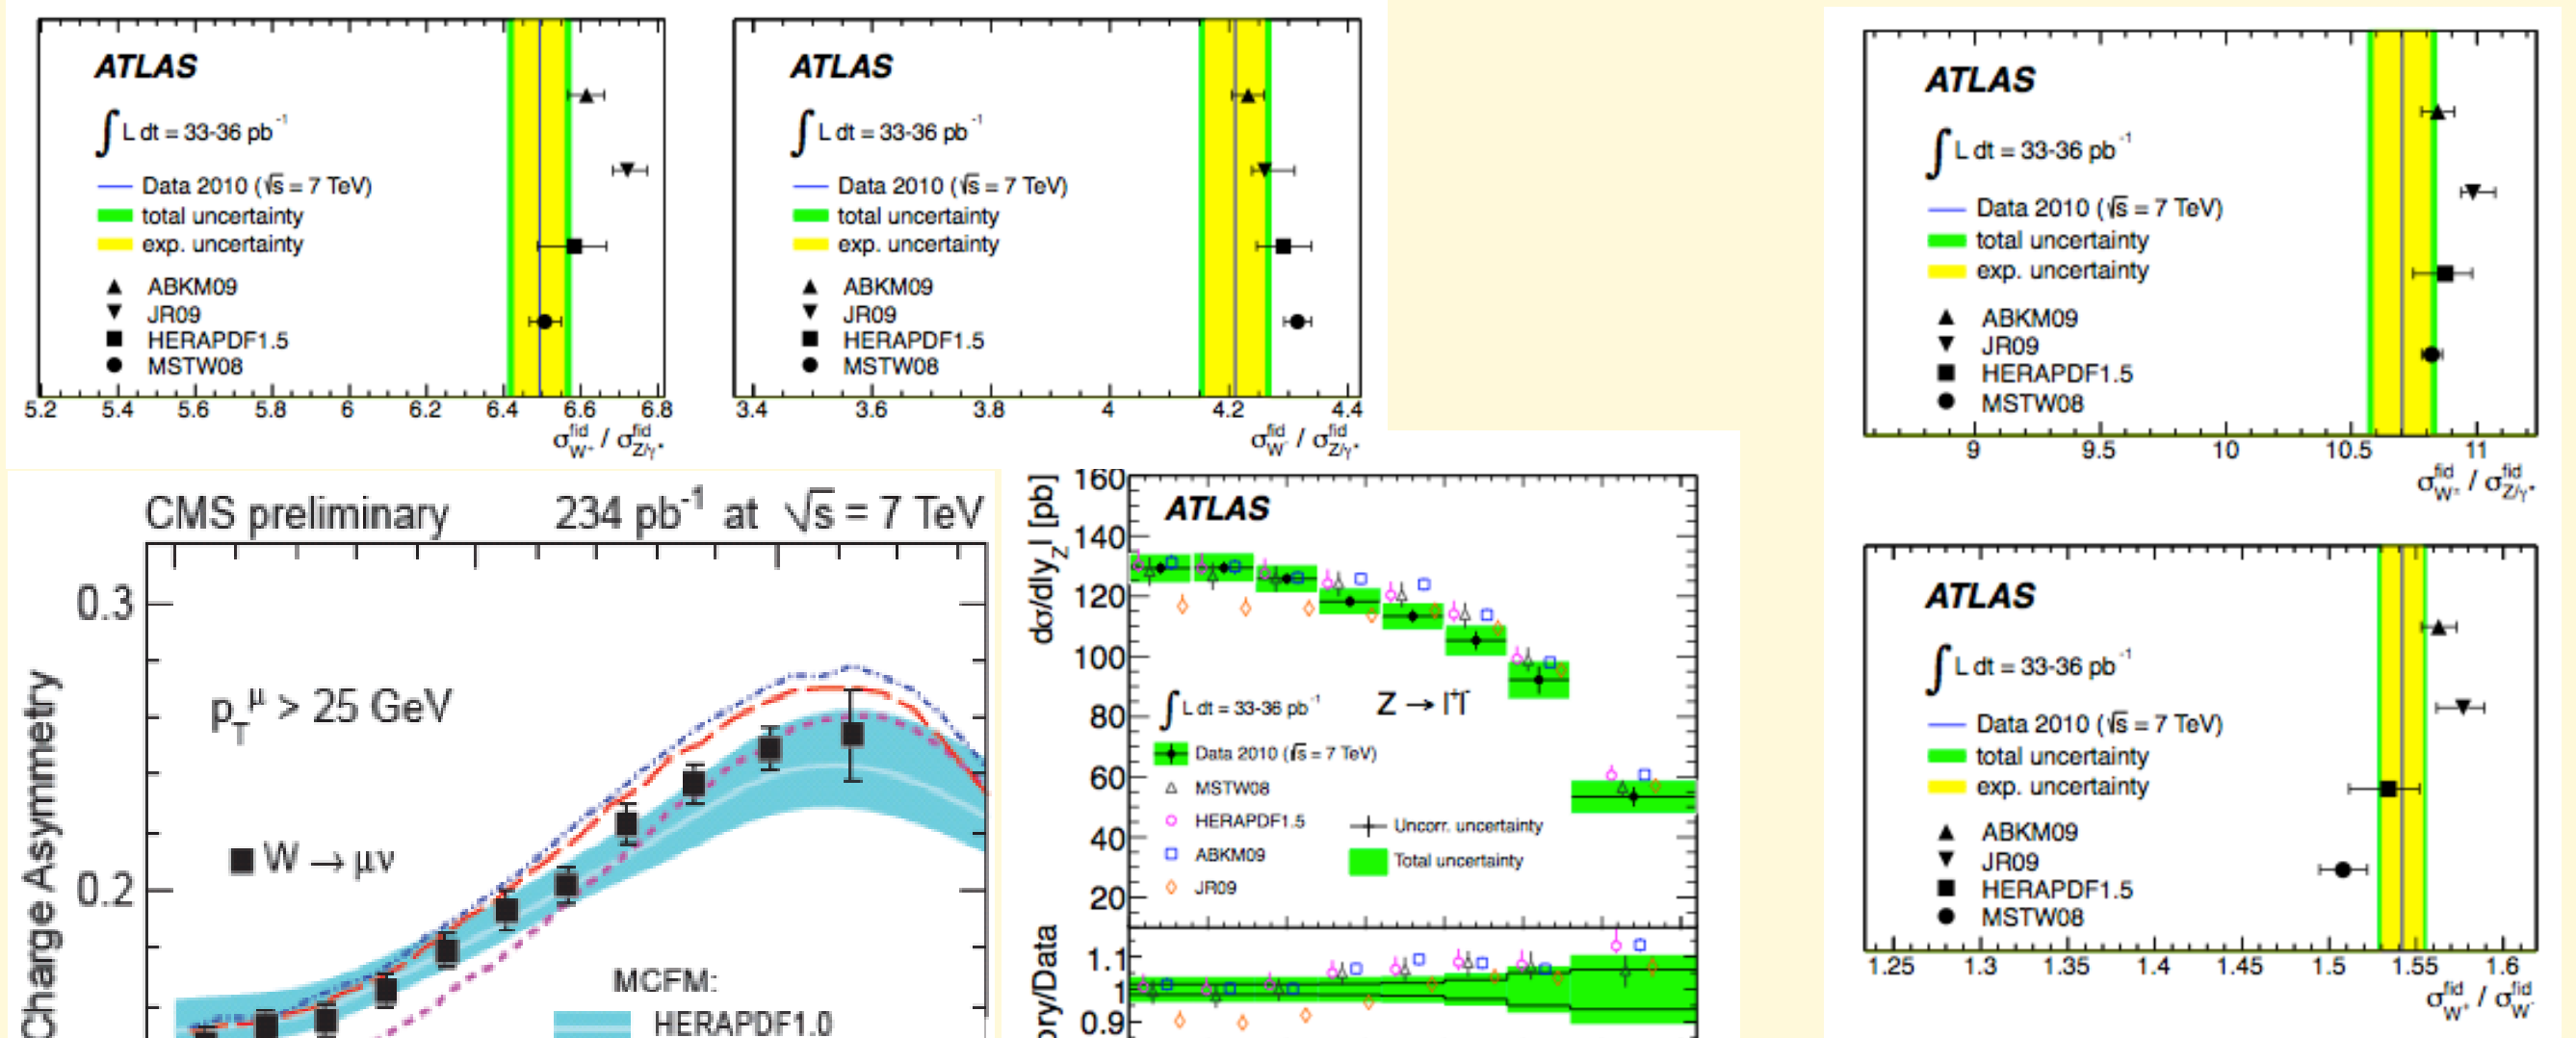 ATLAS
∫ L dt = 33-36 pb⁻¹
Data 2010 (√s = 7 TeV)
total uncertainty
exp. uncertainty
ABKM09
JR09
HERAPDF1.5
MSTW08
5.2 5.4 5.6 5.8 6 6.2 6.4 6.6 6.8
σ^fid_W⁺ / σ^fid_Z/γ*
ATLAS
∫ L dt = 33-36 pb⁻¹
Data 2010 (√s = 7 TeV)
total uncertainty
exp. uncertainty
ABKM09
JR09
HERAPDF1.5
MSTW08
3.4 3.6 3.8 4 4.2 4.4
σ^fid_W⁻ / σ^fid_Z/γ*
ATLAS
∫ L dt = 33-36 pb⁻¹
Data 2010 (√s = 7 TeV)
total uncertainty
exp. uncertainty
ABKM09
JR09
HERAPDF1.5
MSTW08
9 9.5 10 10.5 11
σ^fid_W± / σ^fid_Z/γ*
CMS preliminary 234 pb⁻¹ at √s = 7 TeV
0.3
0.2
Charge Asymmetry
p_T^μ > 25 GeV
W → μν
MCFM:
HERAPDF1.0
dσ/d|y_Z| [pb]
160
140
120
100
80
60
40
20
ATLAS
∫ L dt = 33-36 pb⁻¹
Z → l⁺l⁻
Data 2010 (√s = 7 TeV)
MSTW08
HERAPDF1.5
ABKM09
JR09
Uncorr. uncertainty
Total uncertainty
ory/Data
1.1
1
0.9
ATLAS
∫ L dt = 33-36 pb⁻¹
Data 2010 (√s = 7 TeV)
total uncertainty
exp. uncertainty
ABKM09
JR09
HERAPDF1.5
MSTW08
1.25 1.3 1.35 1.4 1.45 1.5 1.55 1.6
σ^fid_W⁺ / σ^fid_W⁻